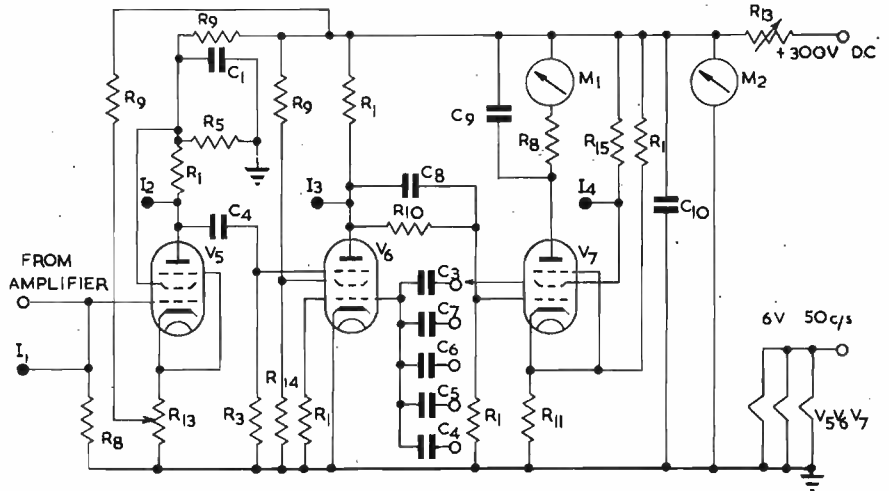 R13
+300V D.C
R9
C1
R9
R9
R1
C9
M1
M2
R5
R8
R15
R1
R1
I2
I3
C8
I4
C4
R10
C10
V5
V6
V7
FROM
AMPLIFIER
C3
C7
6V 50c/s
I1
C6
R14
C5
R8
R13
R3
R1
R1
R11
V5V6V7
C4